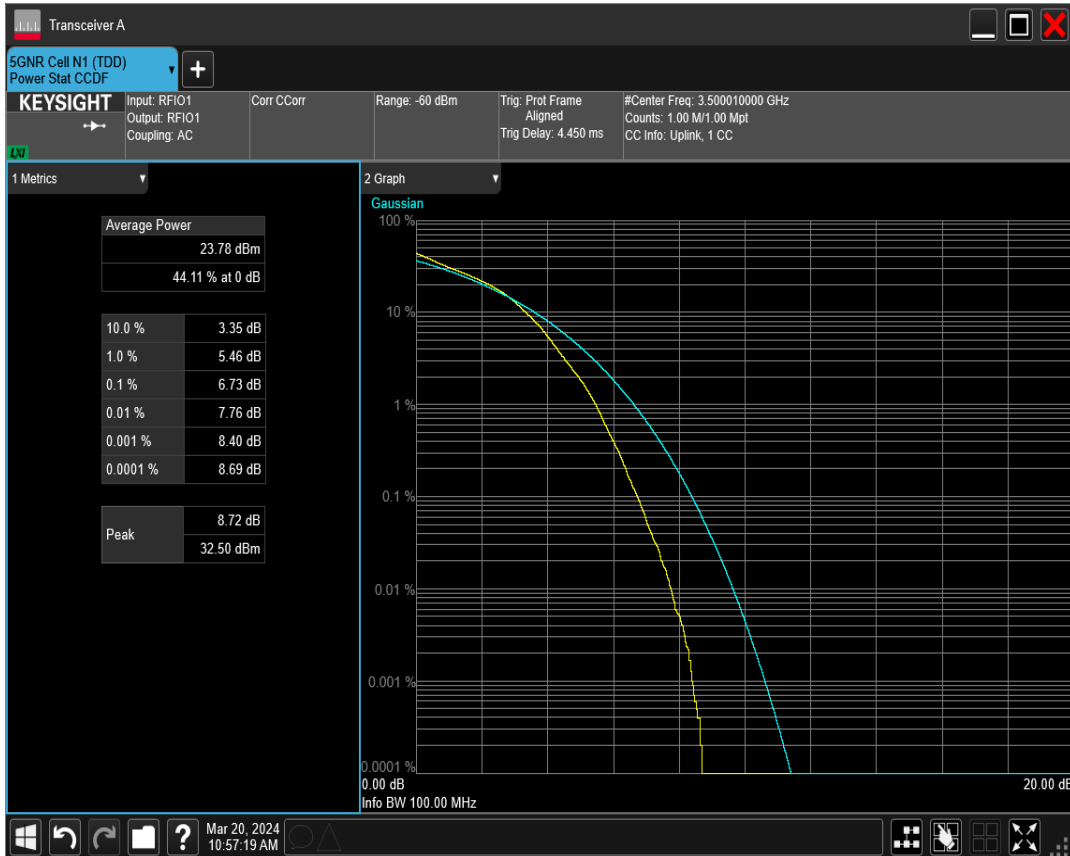 Transceiver A
5GNR Cell N1 (TDD)
Power Stat CCDF
+
KEYSIGHT
LXI
Input: RFIO1
Output: RFIO1
Coupling: AC
Corr CCorr
Range: -60 dBm
Trig: Prot Frame
Aligned
Trig Delay: 4.450 ms
#Center Freq: 3.500010000 GHz
Counts: 1.00 M/1.00 Mpt
CC Info: Uplink, 1 CC
1 Metrics
Average Power
23.78 dBm
44.11 % at 0 dB
10.0 % 3.35 dB
1.0 % 5.46 dB
0.1 % 6.73 dB
0.01 % 7.76 dB
0.001 % 8.40 dB
0.0001 % 8.69 dB
Peak 8.72 dB
32.50 dBm
2 Graph
Gaussian
100 %
10 %
1 %
0.1 %
0.01 %
0.001 %
0.0001 %
0.00 dB 20.00 dB
Info BW 100.00 MHz
?
Mar 20, 2024
10:57:19 AM